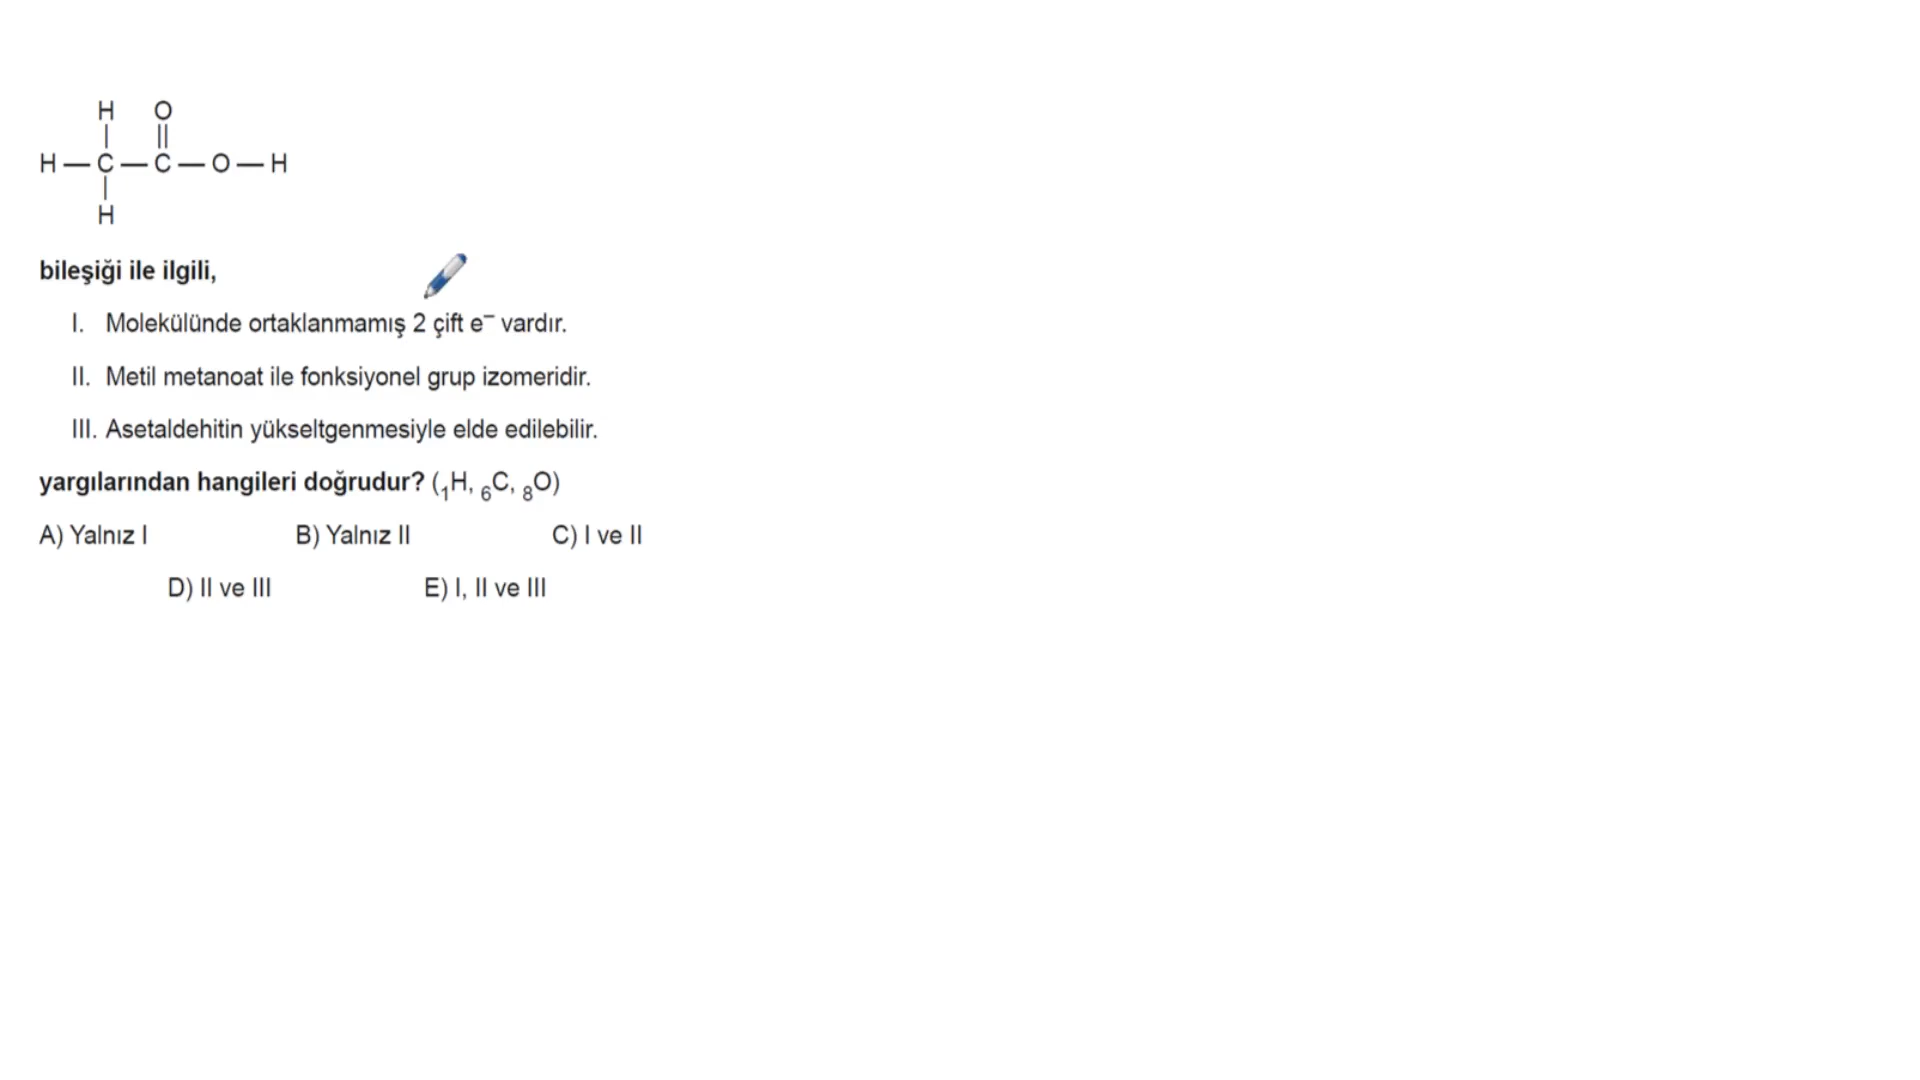 H O
H — C — C — O — H
H
bileşiği ile ilgili,
I. Molekülünde ortaklanmamış 2 çift e⁻ vardır.
II. Metil metanoat ile fonksiyonel grup izomeridir.
III. Asetaldehitin yükseltgenmesiyle elde edilebilir.
yargılarından hangileri doğrudur? (₁H, ₆C, ₈O)
A) Yalnız I B) Yalnız II C) I ve II
D) II ve III E) I, II ve III